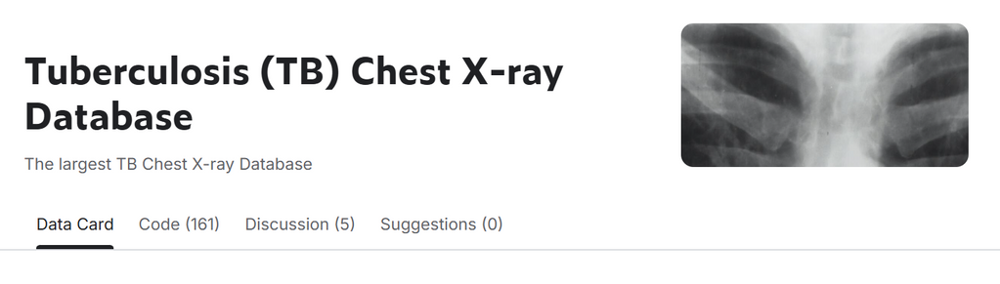 Tuberculosis (TB) Chest X-ray
Database
The largest TB Chest X-ray Database
Data Card
Code (161)
Discussion (5)
Suggestions (0)